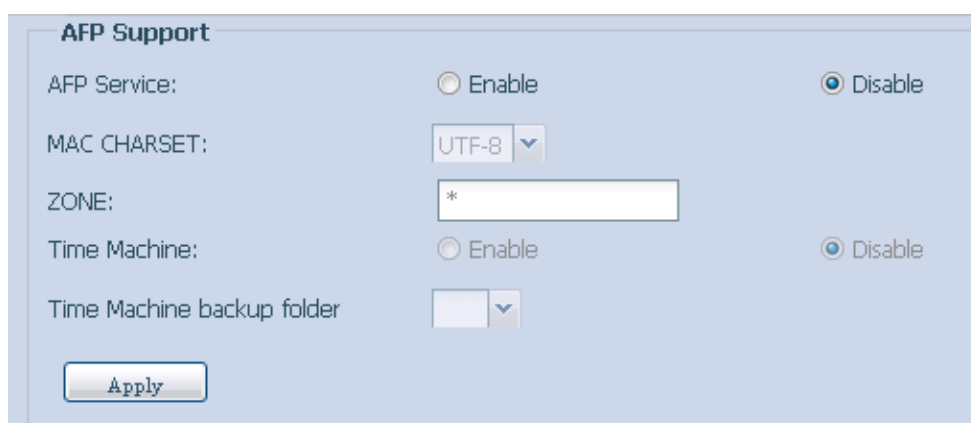 AFP Support
AFP Service: Enable Disable
MAC CHARSET: UTF-8
ZONE: *
Time Machine: Enable Disable
Time Machine backup folder
Apply